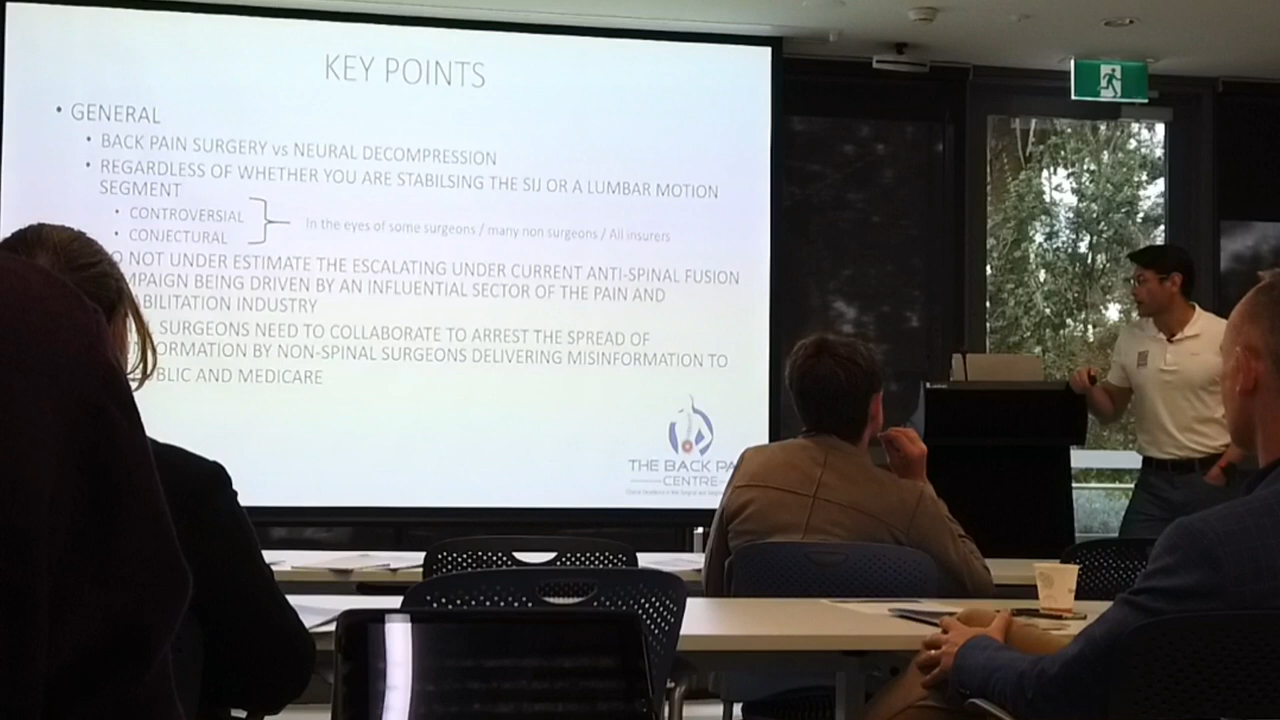 KEY POINTS
• GENERAL
• BACK PAIN SURGERY vs NEURAL DECOMPRESSION
• REGARDLESS OF WHETHER YOU ARE STABILSING THE SIJ OR A LUMBAR MOTION
SEGMENT
• CONTROVERSIAL
• CONJECTURAL
In the eyes of some surgeons / many non surgeons / All insurers
O NOT UNDER ESTIMATE THE ESCALATING UNDER CURRENT ANTI-SPINAL FUSION
MPAIGN BEING DRIVEN BY AN INFLUENTIAL SECTOR OF THE PAIN AND
ABILITATION INDUSTRY
SURGEONS NEED TO COLLABORATE TO ARREST THE SPREAD OF
FORMATION BY NON-SPINAL SURGEONS DELIVERING MISINFORMATION TO
UBLIC AND MEDICARE
THE BACK PA
CENTRE